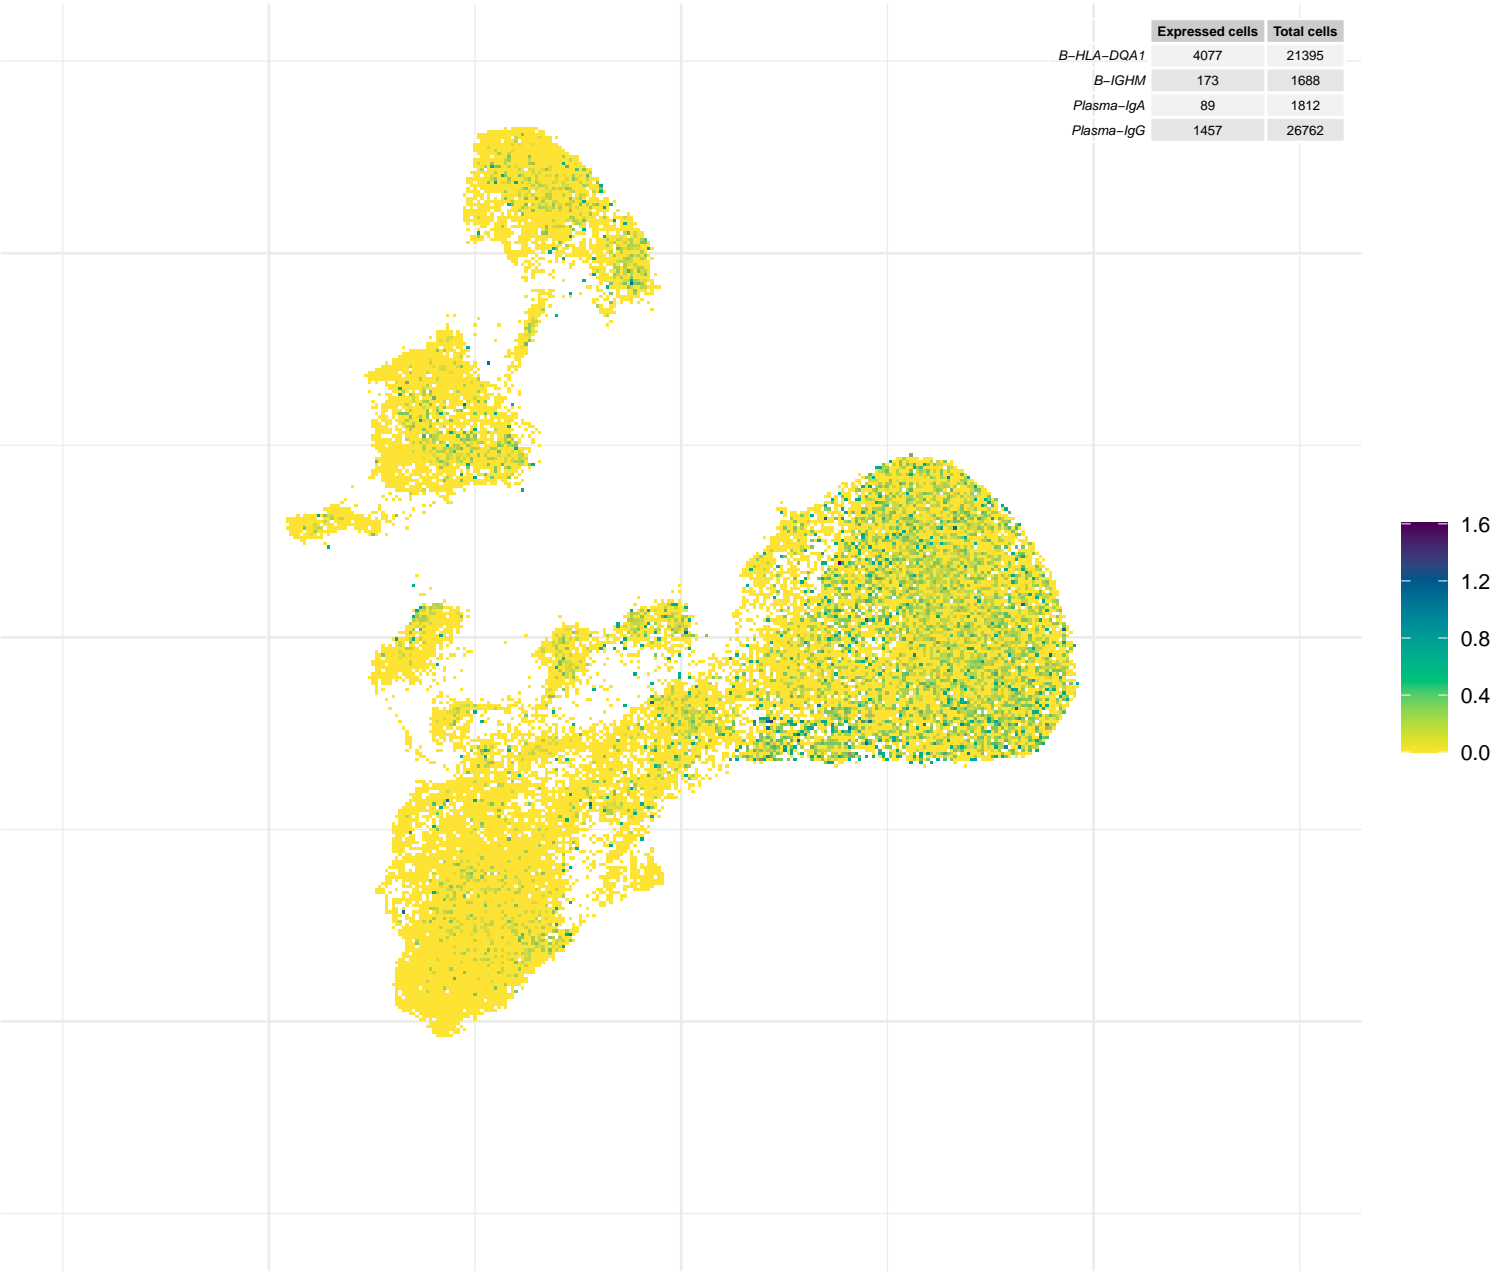 Expressed cells Total cells
B−HLA−DQA1 4077 21395
B−IGHM 173 1688
Plasma−IgA 89 1812
Plasma−IgG 1457 26762
1.6
1.2
0.8
0.4
0.0